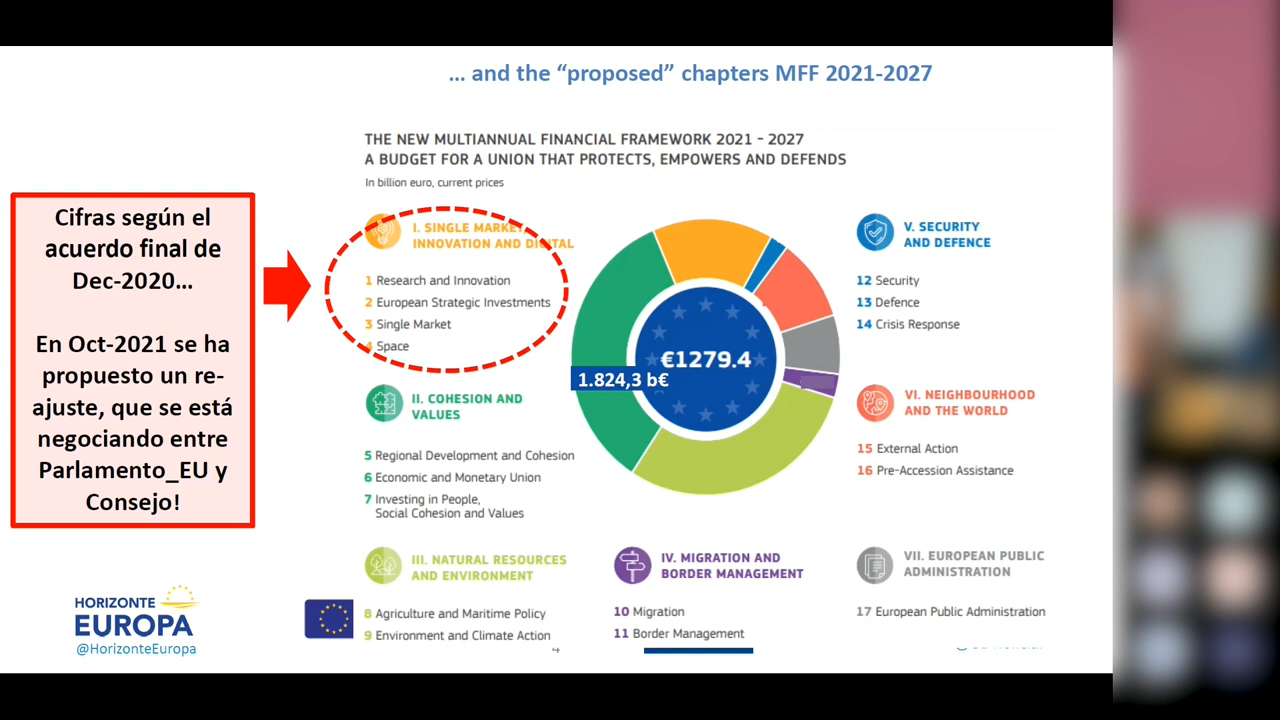 … and the “proposed” chapters MFF 2021-2027
THE NEW MULTIANNUAL FINANCIAL FRAMEWORK 2021 - 2027
A BUDGET FOR A UNION THAT PROTECTS, EMPOWERS AND DEFENDS
In billion euro, current prices
Cifras según el
acuerdo final de
Dec-2020…
En Oct-2021 se ha
propuesto un re-
ajuste, que se está
negociando entre
Parlamento_EU y
Consejo!
I. SINGLE MARKET,
INNOVATION AND DIGITAL
1 Research and Innovation
2 European Strategic Investments
3 Single Market
4 Space
II. COHESION AND
VALUES
5 Regional Development and Cohesion
6 Economic and Monetary Union
7 Investing in People,
Social Cohesion and Values
III. NATURAL RESOURCES
AND ENVIRONMENT
8 Agriculture and Maritime Policy
9 Environment and Climate Action
€1279.4
1.824,3 b€
IV. MIGRATION AND
BORDER MANAGEMENT
10 Migration
11 Border Management
V. SECURITY
AND DEFENCE
12 Security
13 Defence
14 Crisis Response
VI. NEIGHBOURHOOD
AND THE WORLD
15 External Action
16 Pre-Accession Assistance
VII. EUROPEAN PUBLIC
ADMINISTRATION
17 European Public Administration
HORIZONTE
EUROPA
@HorizonteEuropa